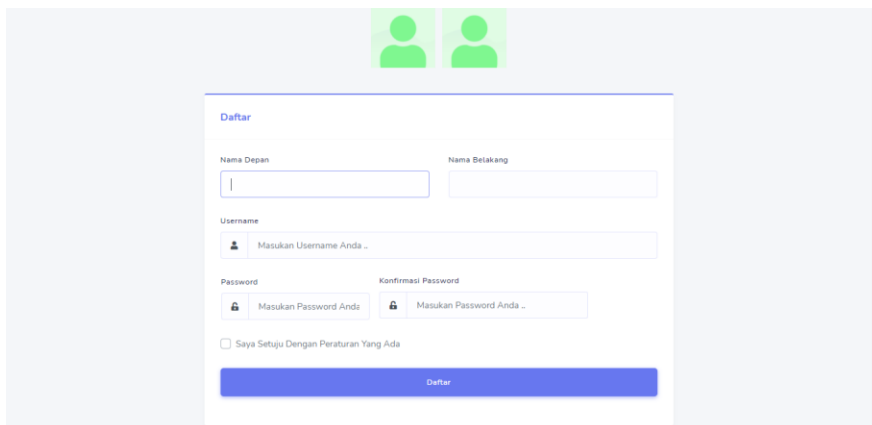 Daftar
Nama Depan
Nama Belakang
Username
Masukan Username Anda ..
Password
Konfirmasi Password
Masukan Password Anda
Masukan Password Anda ..
Saya Setuju Dengan Peraturan Yang Ada
Daftar